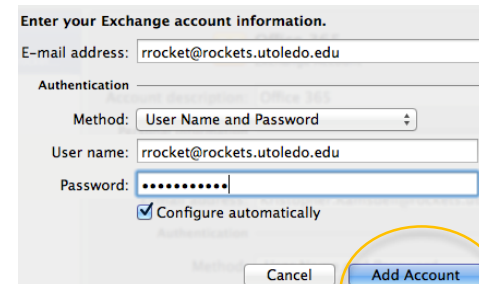 Enter your Exchange account information.
E-mail address: rrocket@rockets.utoledo.edu
Authentication
Method: User Name and Password
User name: rrocket@rockets.utoledo.edu
Password: •••••••••••
Configure automatically
Cancel Add Account